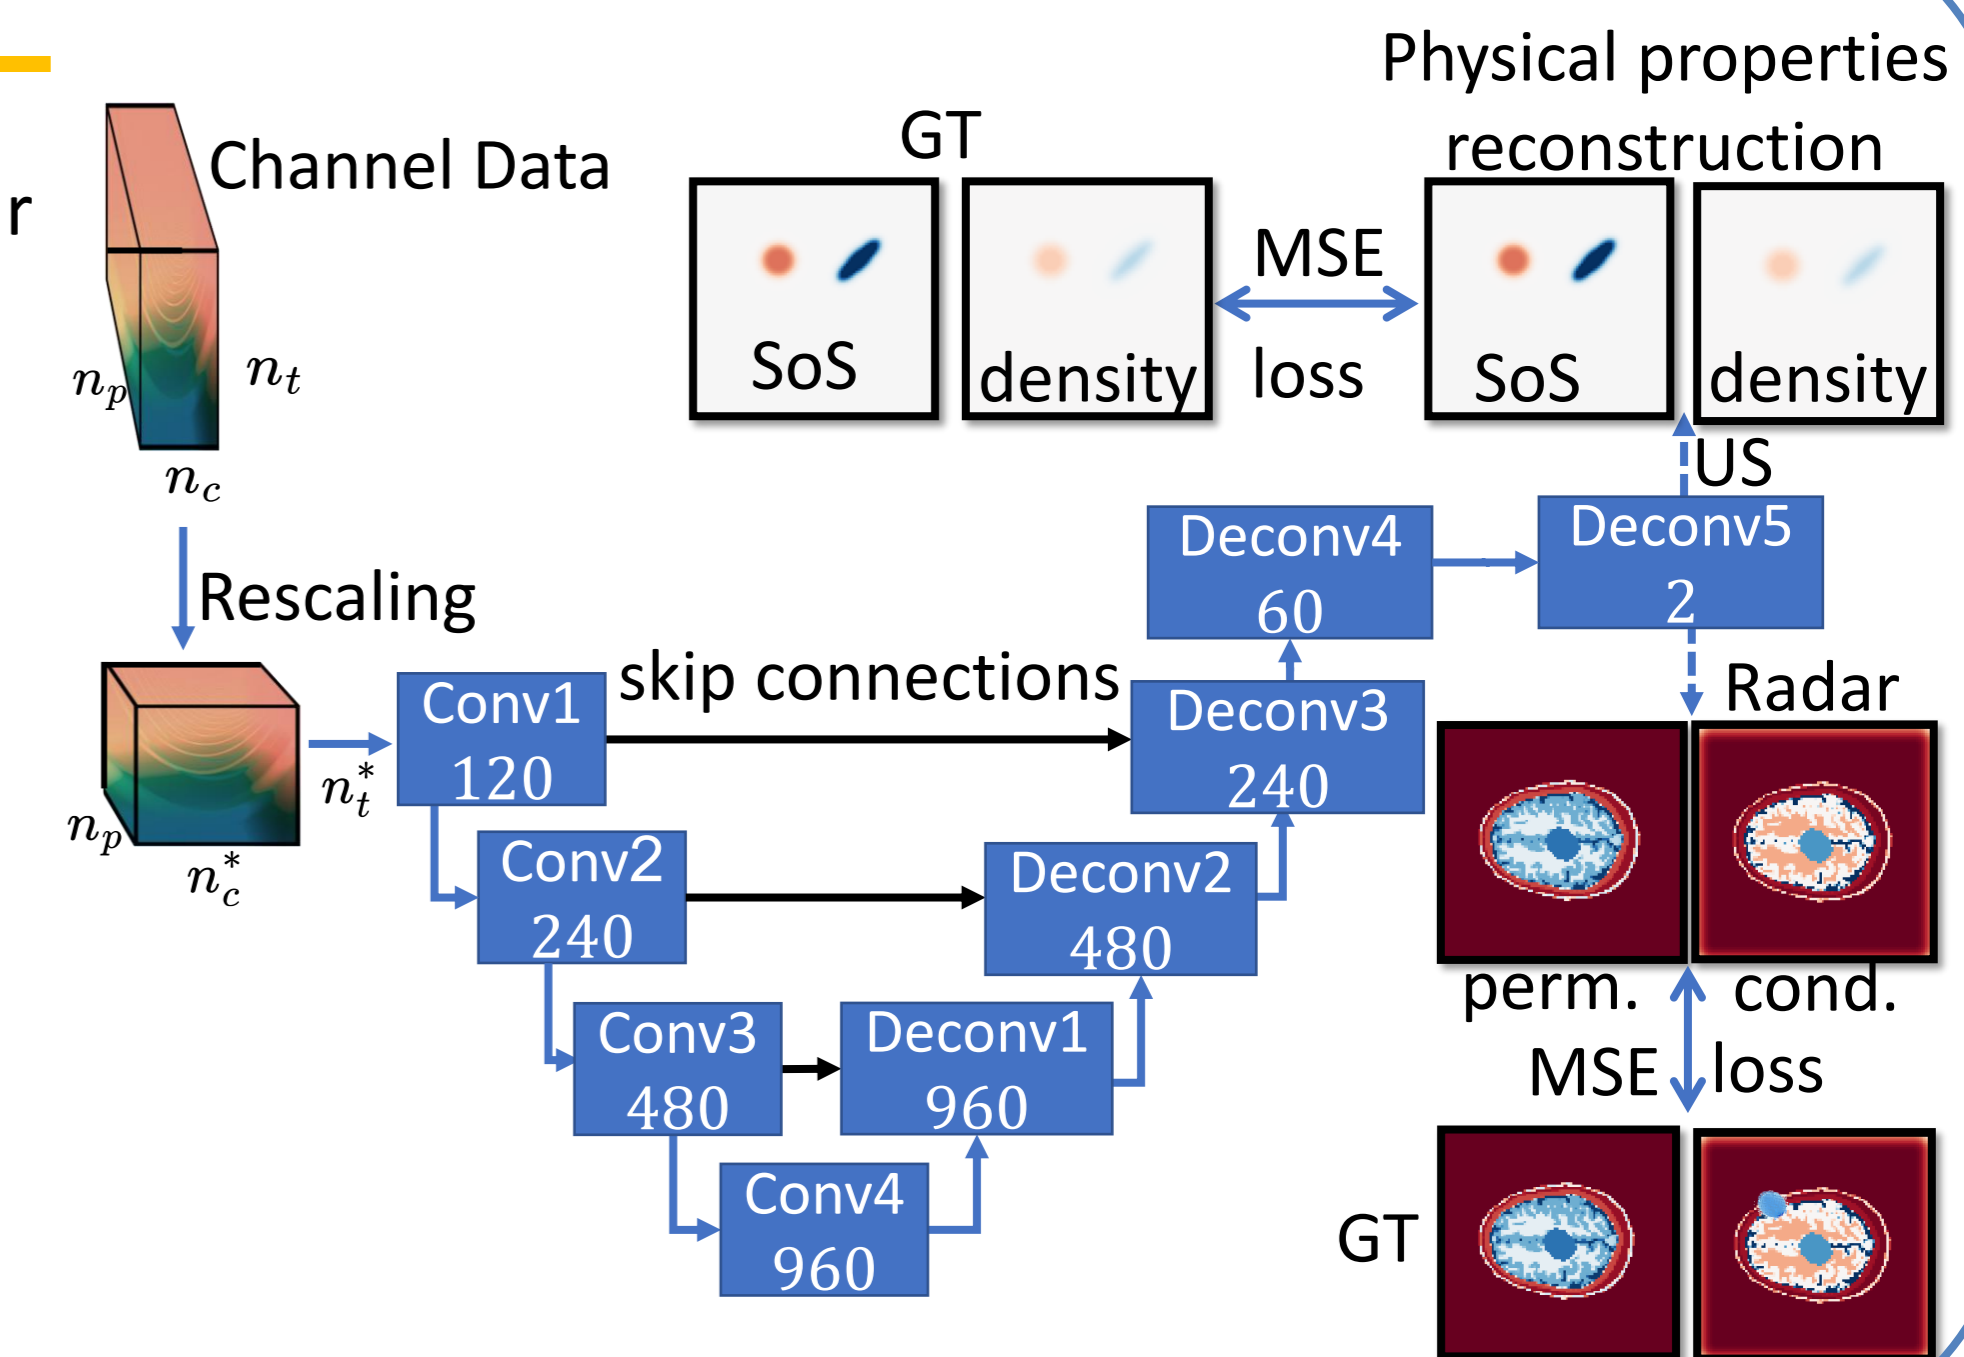 r
Channel Data
n_p
n_t
n_c
Rescaling
n_p
n_c^*
n_t^*
GT
SoS
density
MSE
loss
Physical properties
reconstruction
SoS
density
US
skip connections
Conv1
120
Conv2
240
Conv3
480
Conv4
960
Deconv1
960
Deconv2
480
Deconv3
240
Deconv4
60
Deconv5
2
Radar
perm.
cond.
MSE
loss
GT